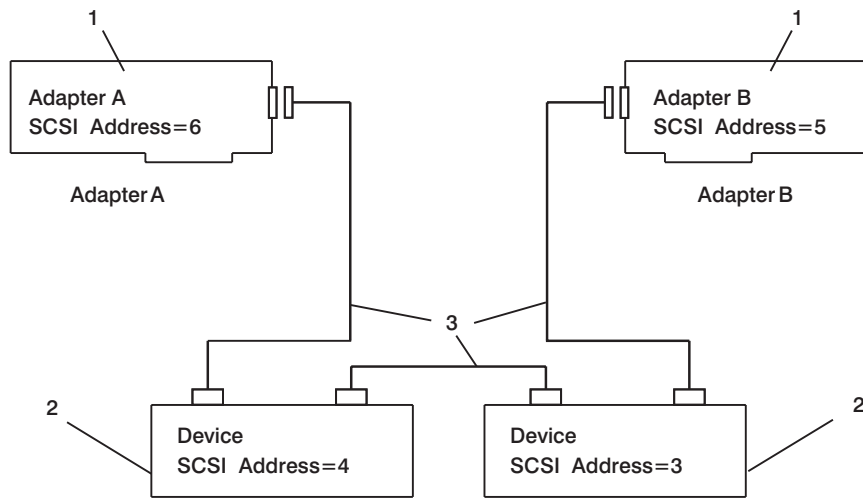 1
1
Adapter A
SCSI Address=6
Adapter B
SCSI Address=5
Adapter A
Adapter B
3
2
2
Device
SCSI Address=4
Device
SCSI Address=3